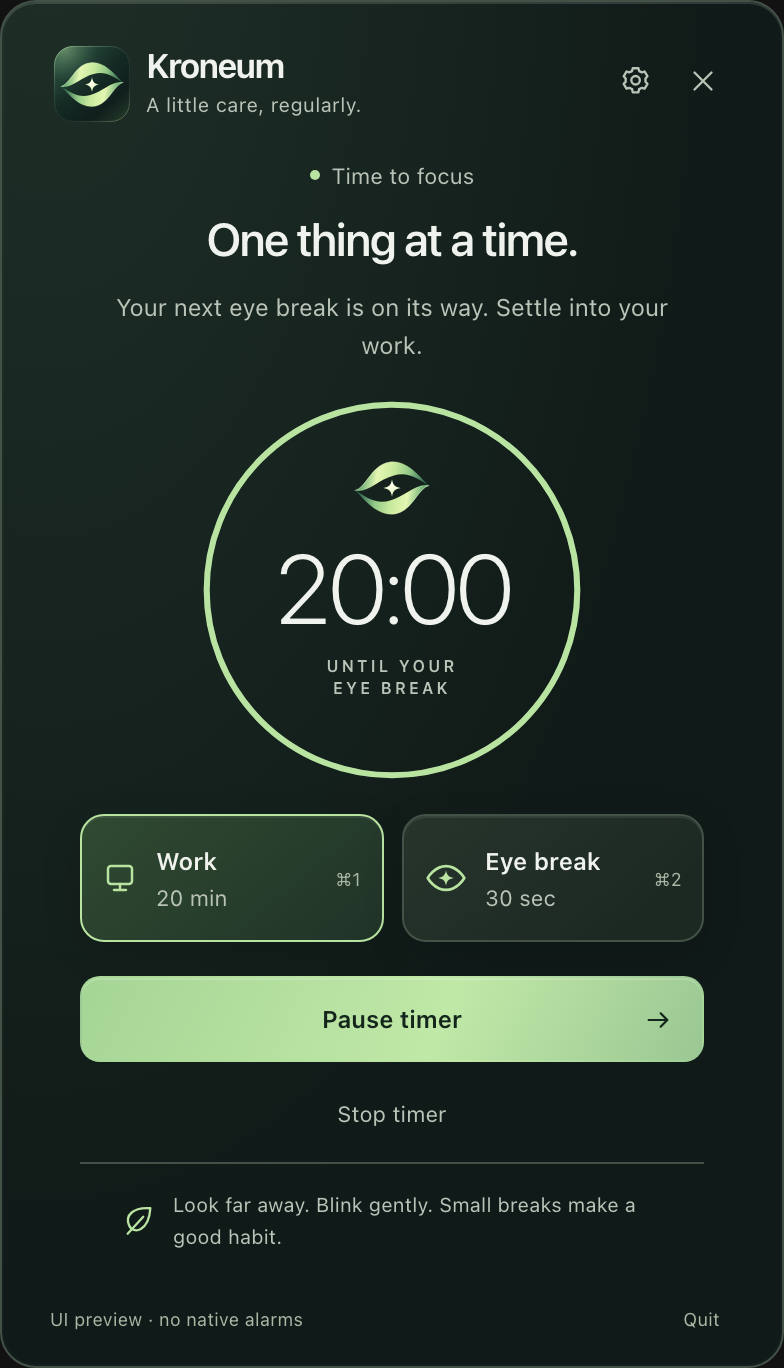 Kroneum
A little care, regularly.
Time to focus
One thing at a time.
Your next eye break is on its way. Settle into your
work.
20:00
UNTIL YOUR
EYE BREAK
Work
20 min
⌘1
Eye break
30 sec
⌘2
Pause timer
Stop timer
Look far away. Blink gently. Small breaks make a
good habit.
UI preview · no native alarms
Quit